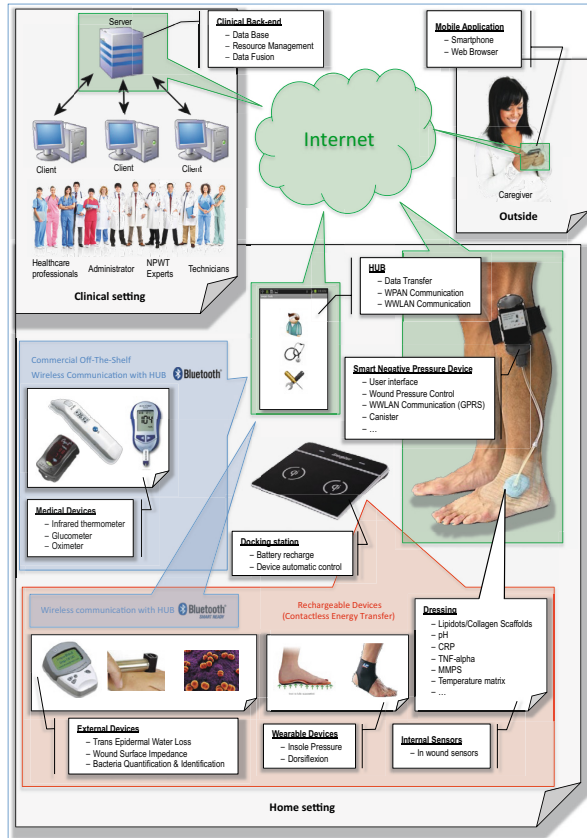 Server
Clinical Back-end
– Data Base
– Resource Management
– Data Fusion
Mobile Application
– Smartphone
– Web Browser
Internet
Client
Client
Client
Caregiver
Outside
Healthcare professionals
Administrator
NPWT Experts
Technicians
Clinical setting
HUB
– Data Transfer
– WPAN Communication
– WWLAN Communication
Commercial Off-The-Shelf
Wireless Communication with HUB Bluetooth
Smart Negative Pressure Device
– User interface
– Wound Pressure Control
– WWLAN Communication (GPRS)
– Canister
– …
104
Medical Devices
– Infrared thermometer
– Glucometer
– Oximeter
Docking station
– Battery recharge
– Device automatic control
Wireless communication with HUB Bluetooth
Rechargeable Devices
(Contactless Energy Transfer)
Dressing
– Lipidots/Collagen Scaffolds
– pH
– CRP
– TNF-alpha
– MMPS
– Temperature matrix
– …
External Devices
– Trans Epidermal Water Loss
– Wound Surface Impedance
– Bacteria Quantification & Identification
Wearable Devices
– Insole Pressure
– Dorsiflexion
Internal Sensors
– In wound sensors
Home setting